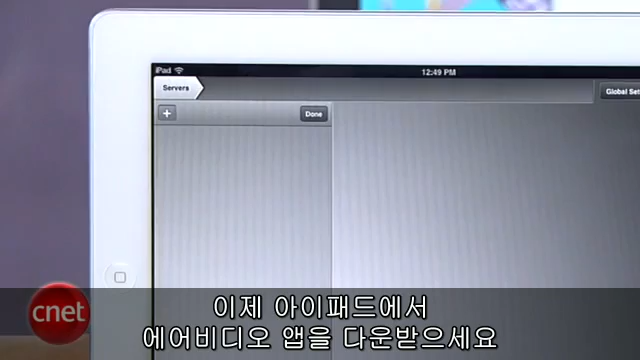 iPad
12:49 PM
Servers
Global Set
+
Done
cnet
이제 아이패드에서
에어비디오 앱을 다운받으세요